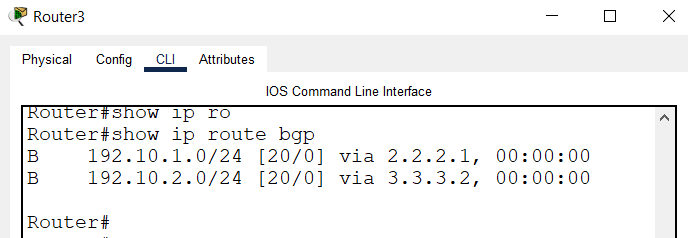 Router3
Physical Config CLI Attributes
IOS Command Line Interface
Router#show ip ro
Router#show ip route bgp
B    192.10.1.0/24 [20/0] via 2.2.2.1, 00:00:00
B    192.10.2.0/24 [20/0] via 3.3.3.2, 00:00:00
Router#